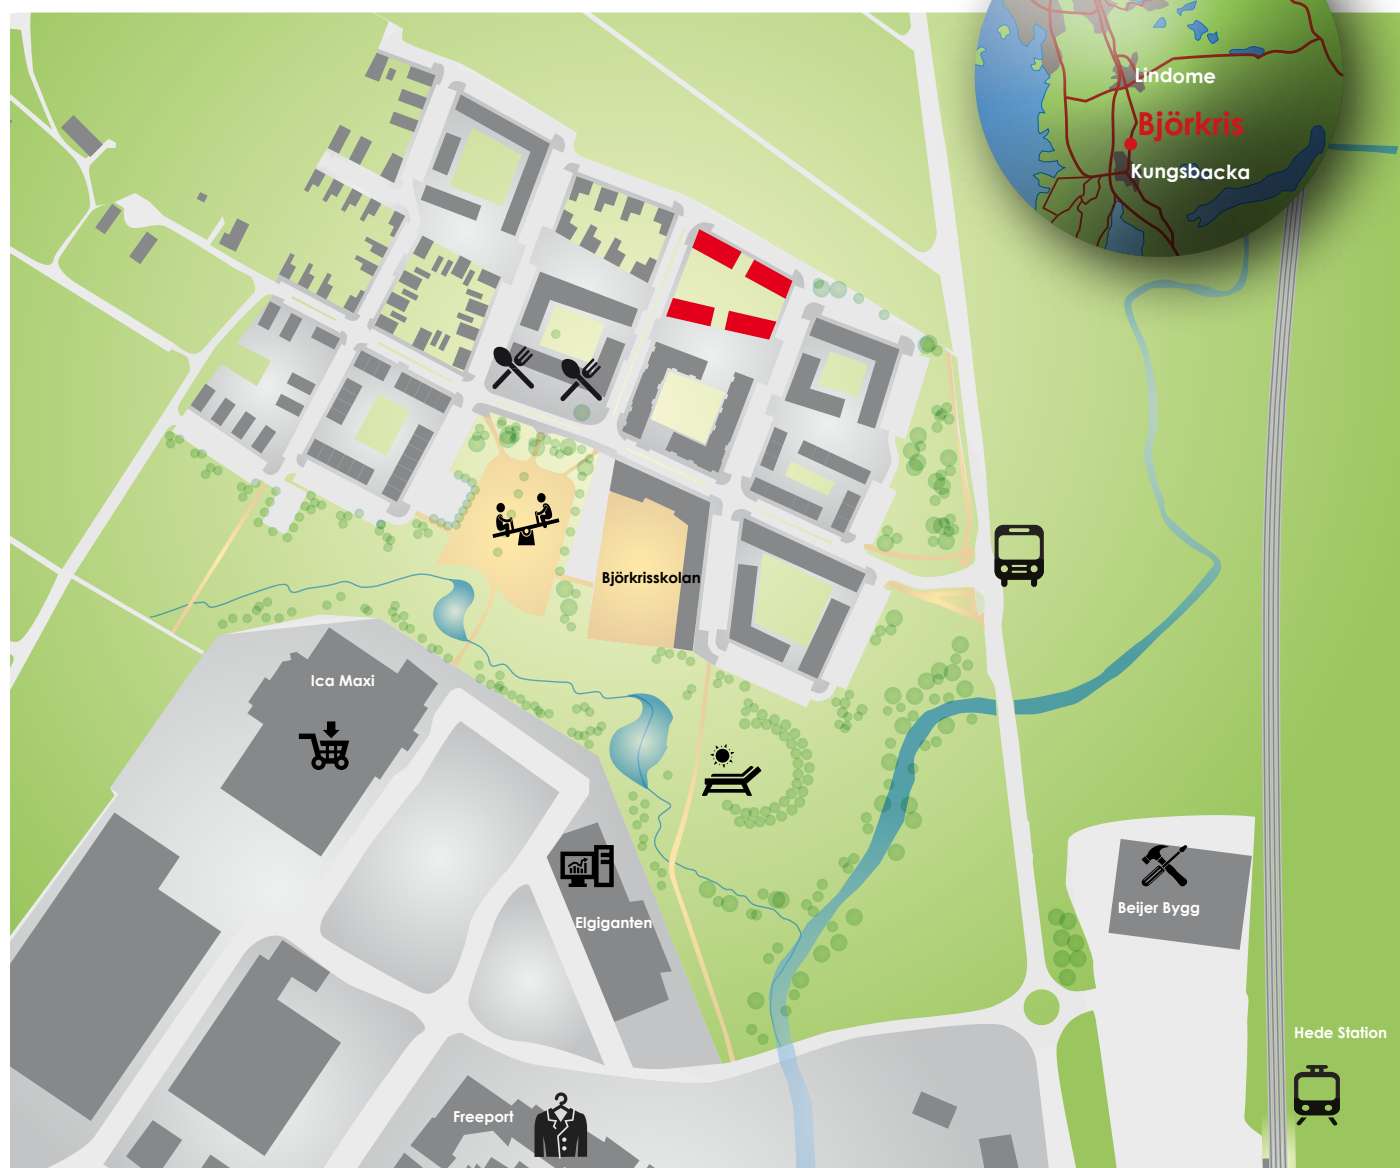 Lindome
Björkris
Kungsbacka
Björkrisskolan
Ica Maxi
Elgiganten
Beijer Bygg
Hede Station
Freeport